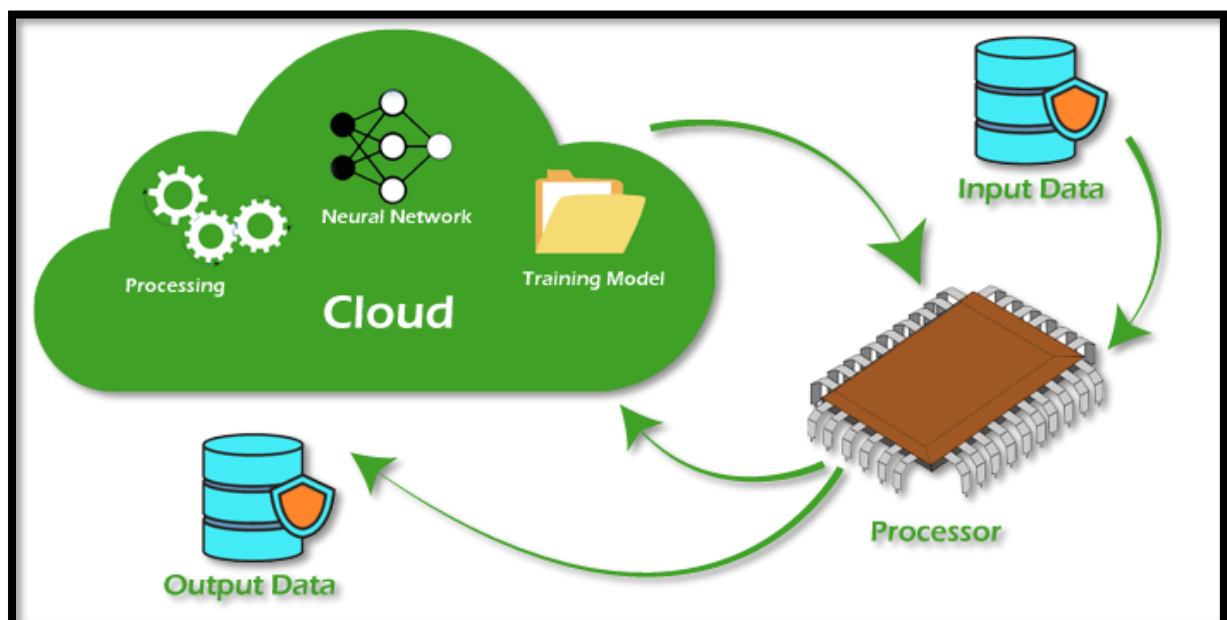 Neural Network
Processing
Training Model
Cloud
Input Data
Processor
Output Data